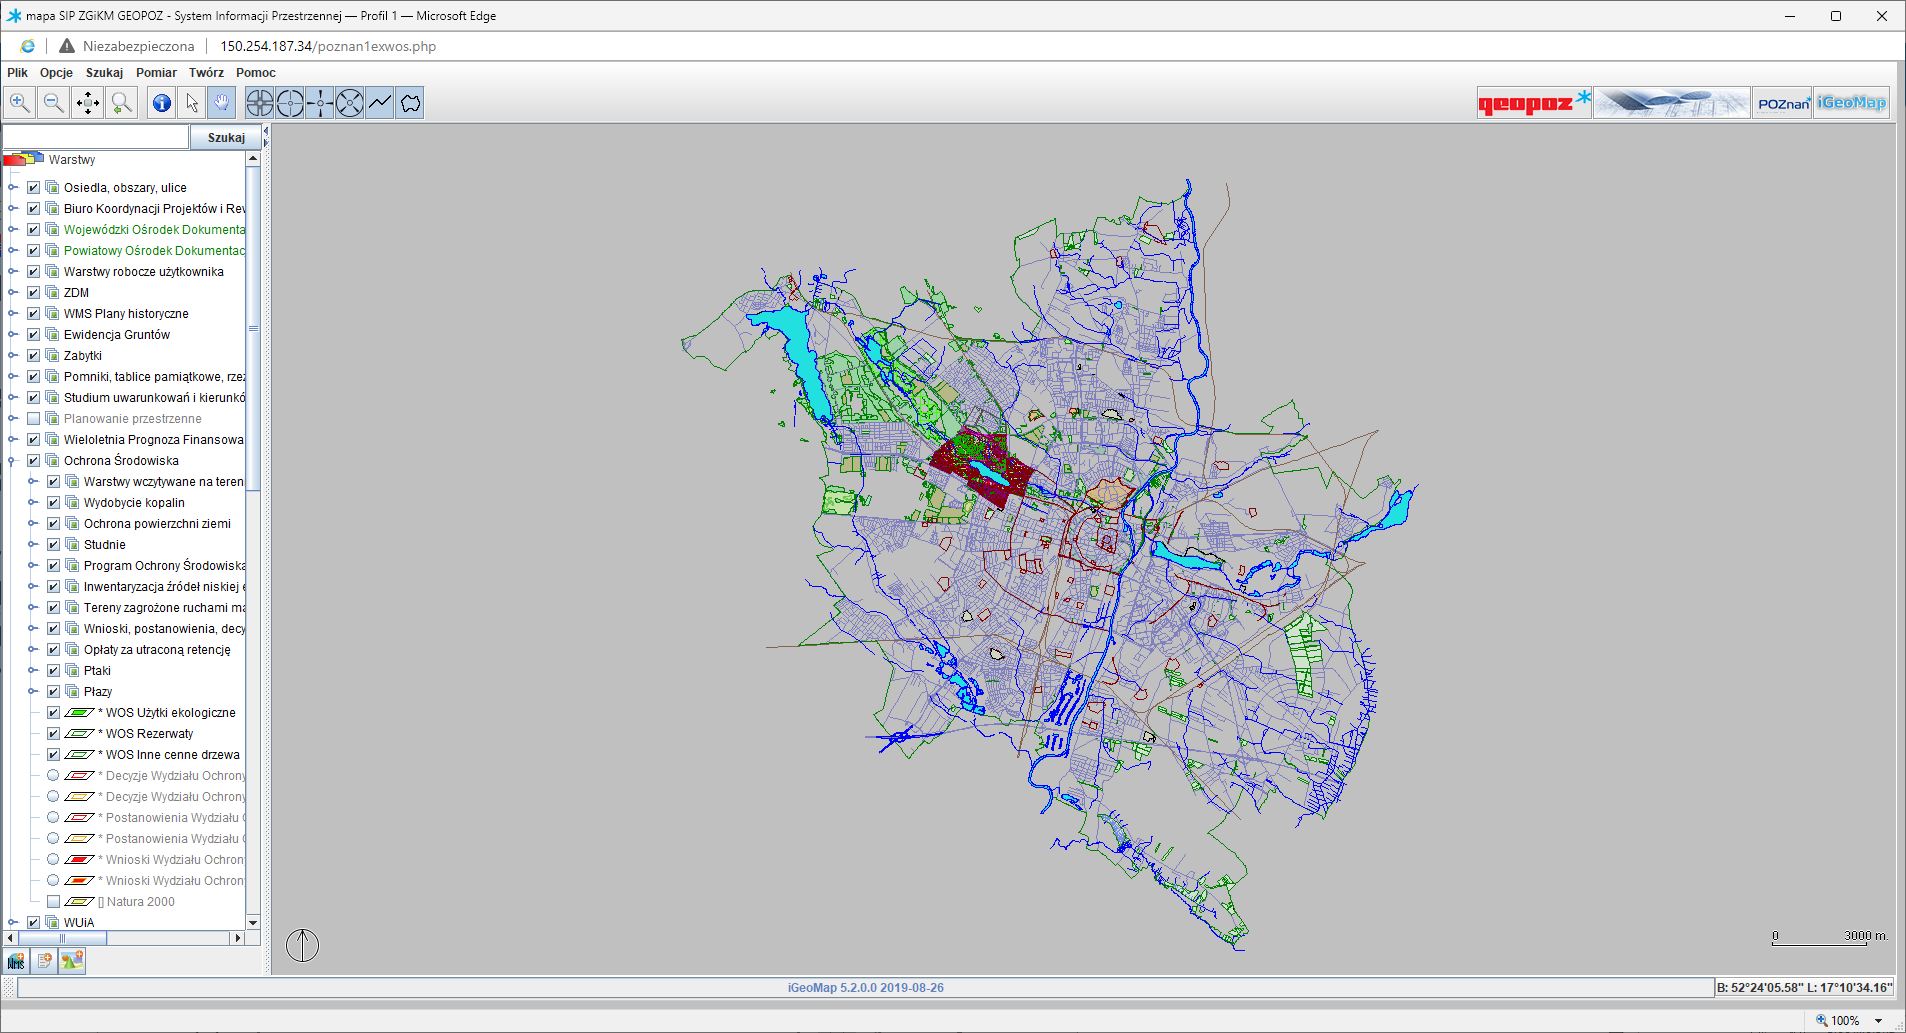 mapa SIP ZGiKM GEOPOZ - System Informacji Przestrzennej — Profil 1 — Microsoft Edge
Niezabezpieczona
150.254.187.34/poznan1exwos.php
Plik Opcje Szukaj Pomiar Twórz Pomoc
geopoz
POZnan*
iGeoMap
Szukaj
Warstwy
Osiedla, obszary, ulice
Biuro Koordynacji Projektów i Rew
Wojewódzki Ośrodek Dokumenta
Powiatowy Ośrodek Dokumentac
Warstwy robocze użytkownika
ZDM
WMS Plany historyczne
Ewidencja Gruntów
Zabytki
Pomniki, tablice pamiątkowe, rzeź
Studium uwarunkowań i kierunkó
Planowanie przestrzenne
Wieloletnia Prognoza Finansowa
Ochrona Środowiska
Warstwy wczytywane na teren
Wydobycie kopalin
Ochrona powierzchni ziemi
Studnie
Program Ochrony Środowiska
Inwentaryzacja źródeł niskiej e
Tereny zagrożone ruchami ma
Wnioski, postanowienia, decy
Opłaty za utraconą retencję
Ptaki
Płazy
* WOS Użytki ekologiczne
* WOS Rezerwaty
* WOS Inne cenne drzewa
* Decyzje Wydziału Ochrony
* Decyzje Wydziału Ochrony
* Postanowienia Wydziału O
* Postanowienia Wydziału O
* Wnioski Wydziału Ochron
* Wnioski Wydziału Ochron
[] Natura 2000
WUiA
WMS
0 3000 m.
iGeoMap 5.2.0.0 2019-08-26
B: 52°24'05.58" L: 17°10'34.16"
100%